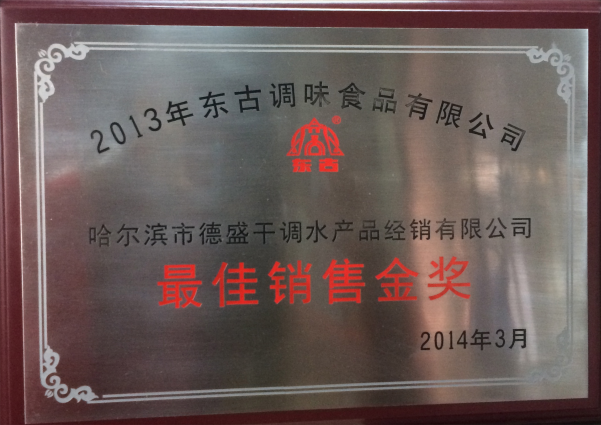 2013年东古调味食品有限公司
®
东古
哈尔滨市德盛干调水产品经销有限公司
最佳销售金奖
2014年3月